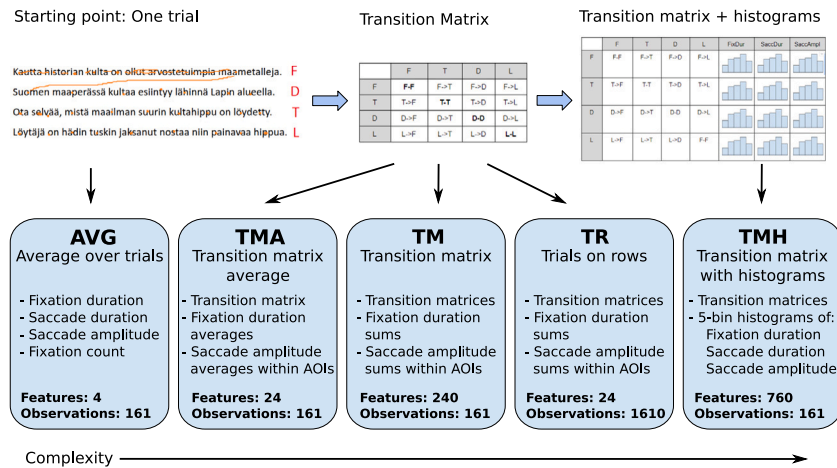 Starting point: One trial
Kautta historian kulta on ollut arvostetuimpia maametalleja. F
Suomen maaperässä kultaa esiintyy lähinnä Lapin alueella. D
Ota selvää, mistä maailman suurin kultahippu on löydetty. T
Löytäjä on hädin tuskin jaksanut nostaa niin painavaa hippua. L
Transition Matrix
F T D L
F F-F F->T F->D F->L
T T->F T-T T->D T->L
D D->F D->T D-D D->L
L L->F L->T L->D L-L
Transition matrix + histograms
F T D L FixDur SaccDur SaccAmpl
F F-F F->T F->D F->L
T T->F T-T T->D T->L
D D->F D->T D-D D->L
L L->F L->T L->D F-F
AVG
Average over trials
- Fixation duration
- Saccade duration
- Saccade amplitude
- Fixation count
Features: 4
Observations: 161
TMA
Transition matrix
average
- Transition matrix
- Fixation duration
averages
- Saccade amplitude
averages within AOIs
Features: 24
Observations: 161
TM
Transition matrix
- Transition matrices
- Fixation duration
sums
- Saccade amplitude
sums within AOIs
Features: 240
Observations: 161
TR
Trials on rows
- Transition matrices
- Fixation duration
sums
- Saccade amplitude
sums within AOIs
Features: 24
Observations: 1610
TMH
Transition matrix
with histograms
- Transition matrices
- 5-bin histograms of:
Fixation duration
Saccade duration
Saccade amplitude
Features: 760
Observations: 161
Complexity